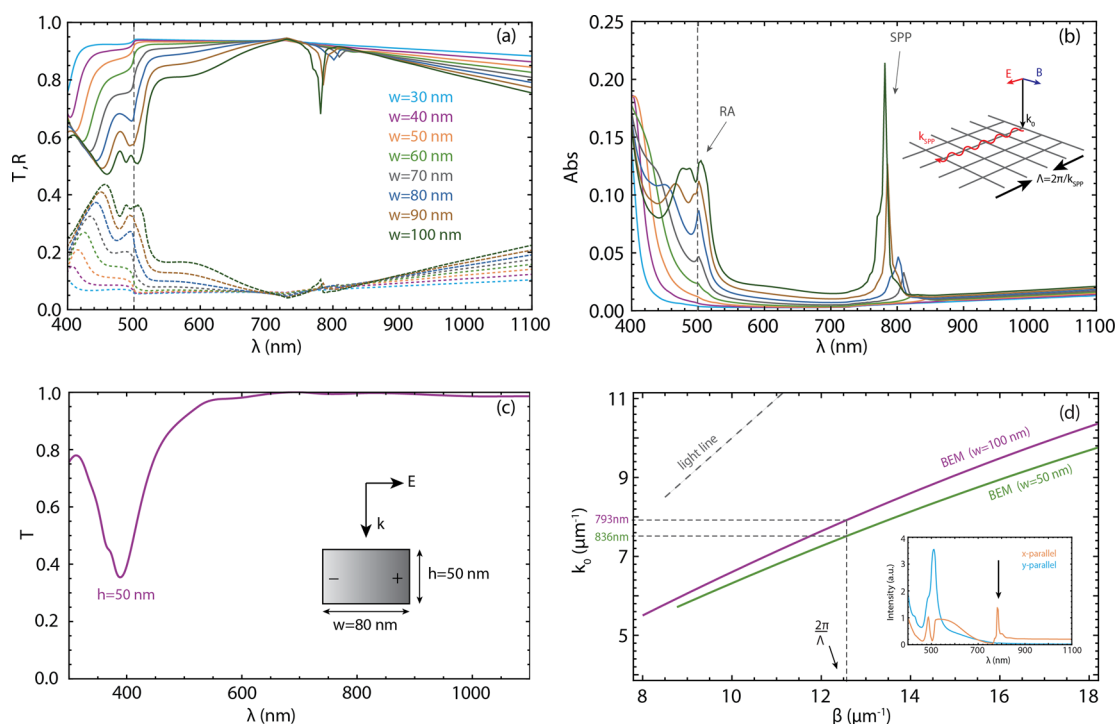 (a)
1.0
0.8
0.6
0.4
0.2
0.0
T,R
w=30 nm
w=40 nm
w=50 nm
w=60 nm
w=70 nm
w=80 nm
w=90 nm
w=100 nm
400 500 600 700 800 900 1000 1100
λ (nm)
(b)
0.25
0.20
0.15
0.10
0.05
0.00
Abs
SPP
RA
E
B
k0
kSPP
Λ=2π/kSPP
400 500 600 700 800 900 1000 1100
λ (nm)
(c)
1.0
0.8
0.6
0.4
0.2
0.0
T
E
k
− +
h=50 nm
w=80 nm
h=50 nm
400 600 800 1000
λ (nm)
(d)
11
9
7
5
k0 (μm-1)
light line
BEM (w=100 nm)
BEM (w=50 nm)
793nm
836nm
2π
Λ
4
3
2
1
0
Intensity (a.u.)
x-parallel
y-parallel
500 700 900 1100
λ (nm)
8 10 12 14 16 18
β (μm-1)